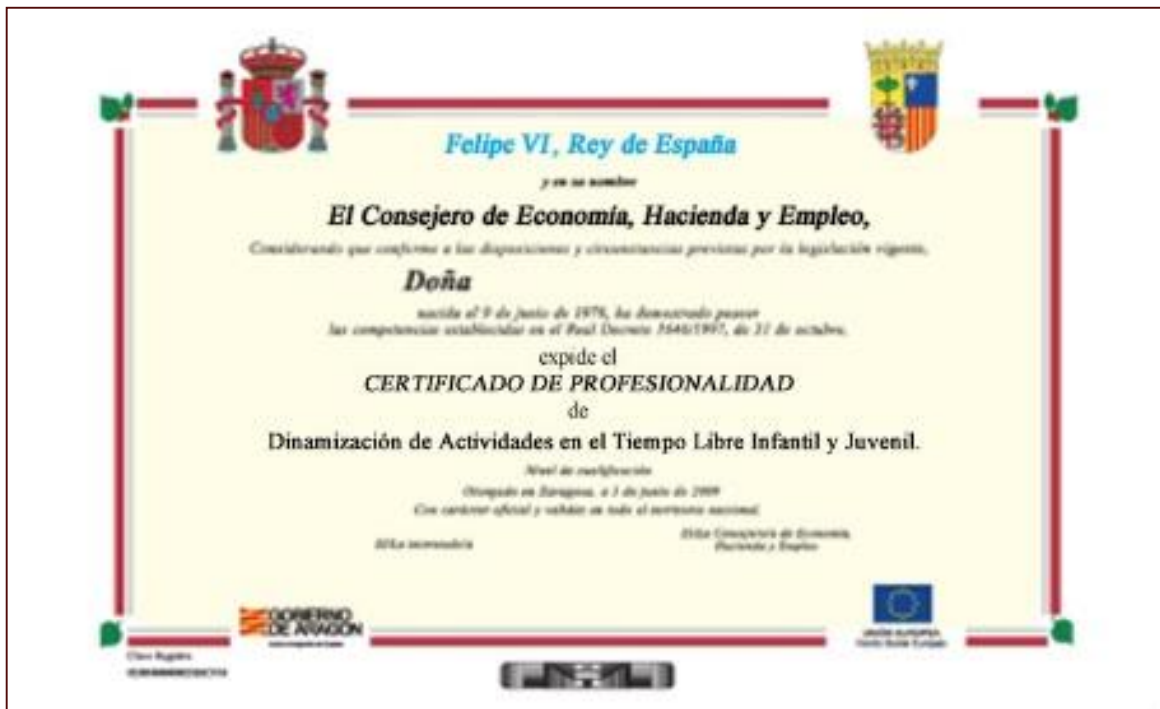 Felipe VI, Rey de España
y en su nombre
El Consejero de Economía, Hacienda y Empleo,
Considerando que conforme a las disposiciones y circunstancias previstas por la legislación vigente,
Doña
nacida el 9 de junio de ha demostrado poseer
las competencias establecidas en el Real Decreto de 31 de octubre,
expide el
CERTIFICADO DE PROFESIONALIDAD
de
Dinamización de Actividades en el Tiempo Libre Infantil y Juvenil.
Nivel de cualificación
Otorgado en Zaragoza, a 3 de junio de 2009
Con carácter oficial y validez en todo el territorio nacional.
El/La interesado/a
El/La Consejero/a de Economía,
Hacienda y Empleo
GOBIERNO
DE ARAGON
UNIÓN EUROPEA
Fondo Social Europeo
Clave Registro